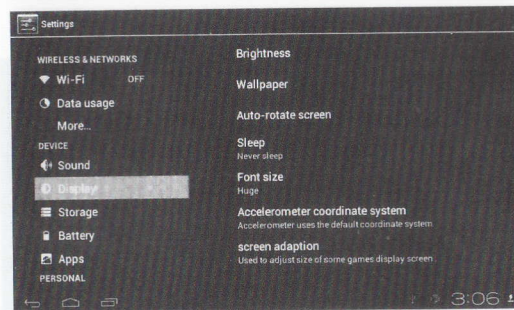 Settings
WIRELESS & NETWORKS
Wi-Fi OFF
Data usage
More...
DEVICE
Sound
Display
Storage
Battery
Apps
PERSONAL
Brightness
Wallpaper
Auto-rotate screen
Sleep
Never sleep
Font size
Huge
Accelerometer coordinate system
Accelerometer uses the default coordinate system
screen adaption
Used to adjust size of some games display screen
3:06